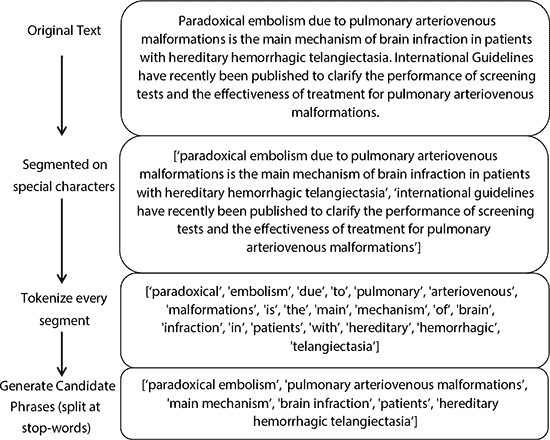 Original Text
Paradoxical embolism due to pulmonary arteriovenous
malformations is the main mechanism of brain infraction in patients
with hereditary hemorrhagic telangiectasia. International Guidelines
have recently been published to clarify the performance of screening
tests and the effectiveness of treatment for pulmonary arteriovenous
malformations.
Segmented on
special characters
['paradoxical embolism due to pulmonary arteriovenous
malformations is the main mechanism of brain infraction in patients
with hereditary hemorrhagic telangiectasia', 'international guidelines
have recently been published to clarify the performance of screening
tests and the effectiveness of treatment for pulmonary
arteriovenous malformations']
Tokenize every
segment
['paradoxical', 'embolism', 'due', 'to', 'pulmonary', 'arteriovenous',
'malformations', 'is', 'the', 'main', 'mechanism', 'of', 'brain',
'infraction', 'in', 'patients', 'with', 'hereditary', 'hemorrhagic',
'telangiectasia']
Generate Candidate
Phrases (split at
stop-words)
['paradoxical embolism', 'pulmonary arteriovenous malformations',
'main mechanism', 'brain infraction', 'patients', 'hereditary
hemorrhagic telangiectasia']